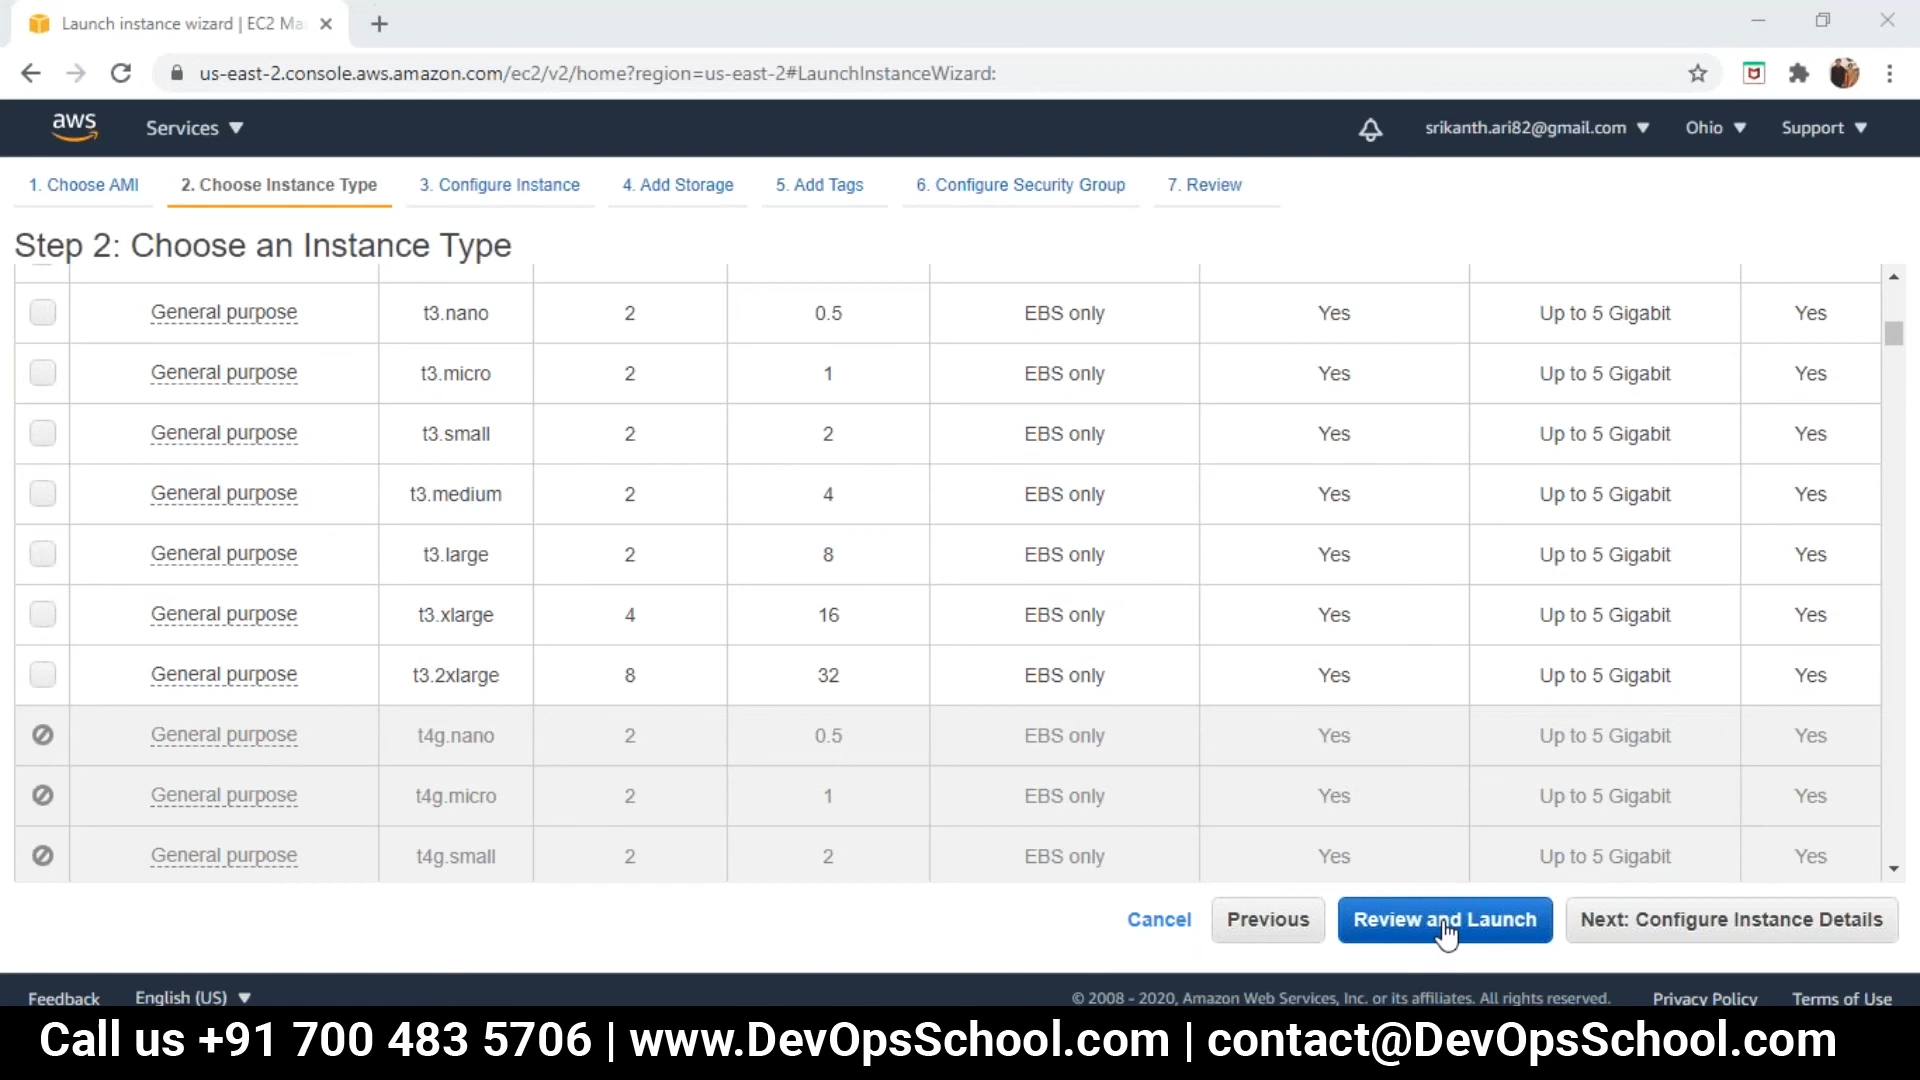 Launch instance wizard | EC2 Ma
us-east-2.console.aws.amazon.com/ec2/v2/home?region=us-east-2#LaunchInstanceWizard:
aws Services srikanth.ari82@gmail.com Ohio Support
1. Choose AMI 2. Choose Instance Type 3. Configure Instance 4. Add Storage 5. Add Tags 6. Configure Security Group 7. Review
Step 2: Choose an Instance Type
General purpose t3.nano 2 0.5 EBS only Yes Up to 5 Gigabit Yes
General purpose t3.micro 2 1 EBS only Yes Up to 5 Gigabit Yes
General purpose t3.small 2 2 EBS only Yes Up to 5 Gigabit Yes
General purpose t3.medium 2 4 EBS only Yes Up to 5 Gigabit Yes
General purpose t3.large 2 8 EBS only Yes Up to 5 Gigabit Yes
General purpose t3.xlarge 4 16 EBS only Yes Up to 5 Gigabit Yes
General purpose t3.2xlarge 8 32 EBS only Yes Up to 5 Gigabit Yes
General purpose t4g.nano 2 0.5 EBS only Yes Up to 5 Gigabit Yes
General purpose t4g.micro 2 1 EBS only Yes Up to 5 Gigabit Yes
General purpose t4g.small 2 2 EBS only Yes Up to 5 Gigabit Yes
Cancel Previous Review and Launch Next: Configure Instance Details
Feedback English (US) © 2008 - 2020, Amazon Web Services, Inc. or its affiliates. All rights reserved. Privacy Policy Terms of Use
Call us +91 700 483 5706 | www.DevOpsSchool.com | contact@DevOpsSchool.com